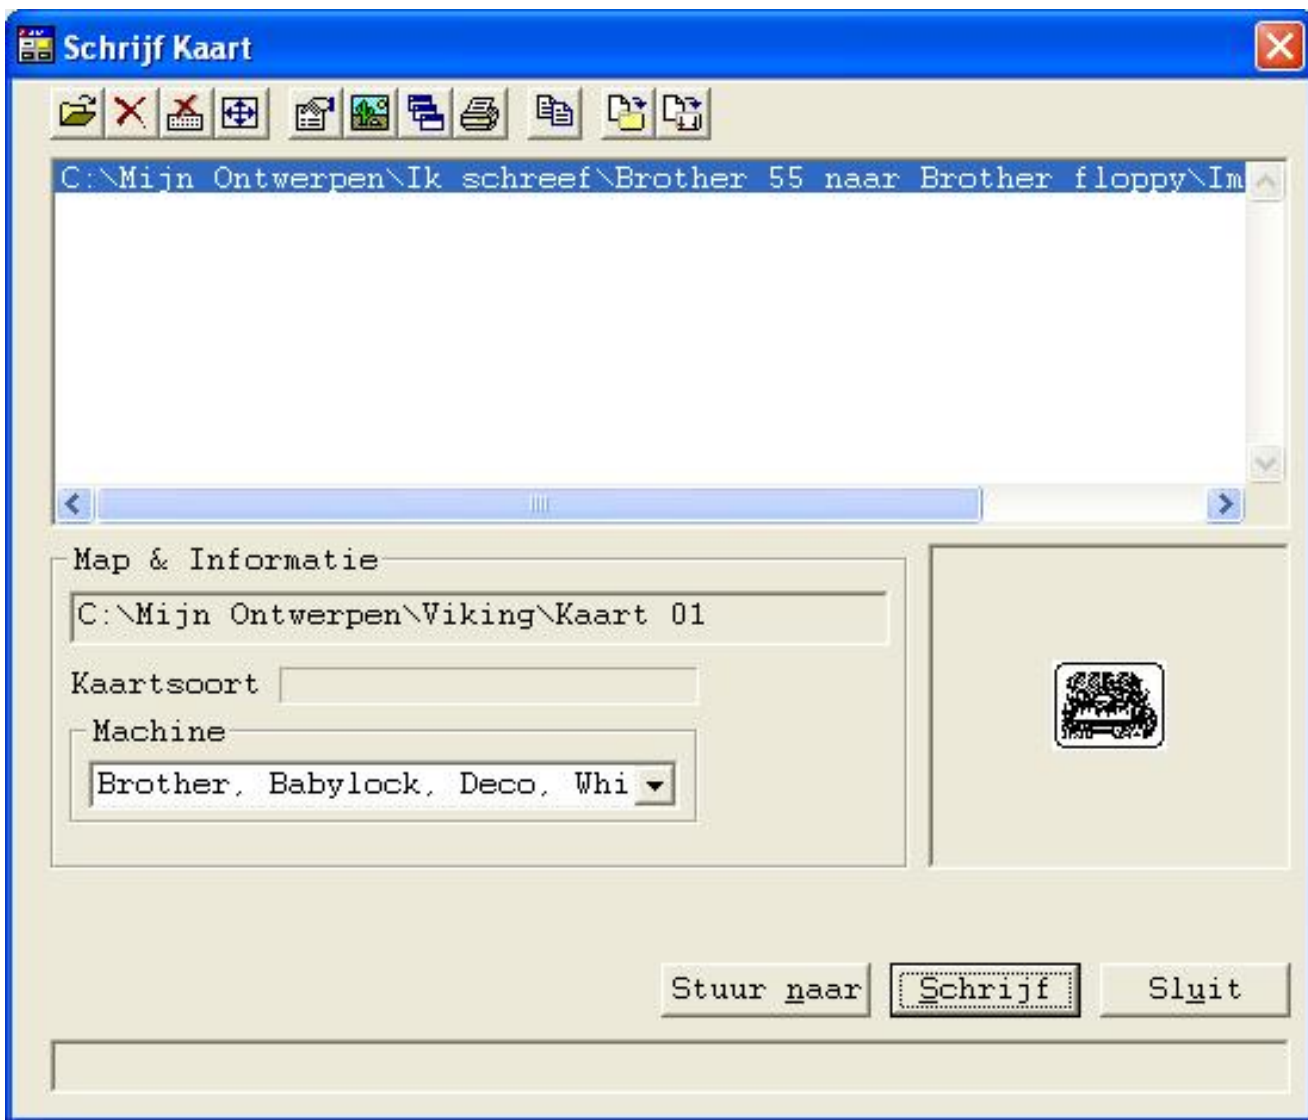 Schrijf Kaart
C:\Mijn Ontwerpen\Ik schreef\Brother 55 naar Brother floppy\Im
Map & Informatie
C:\Mijn Ontwerpen\Viking\Kaart 01
Kaartsoort
Machine
Brother, Babylock, Deco, Whi
Stuur naar
Schrijf
Sluit